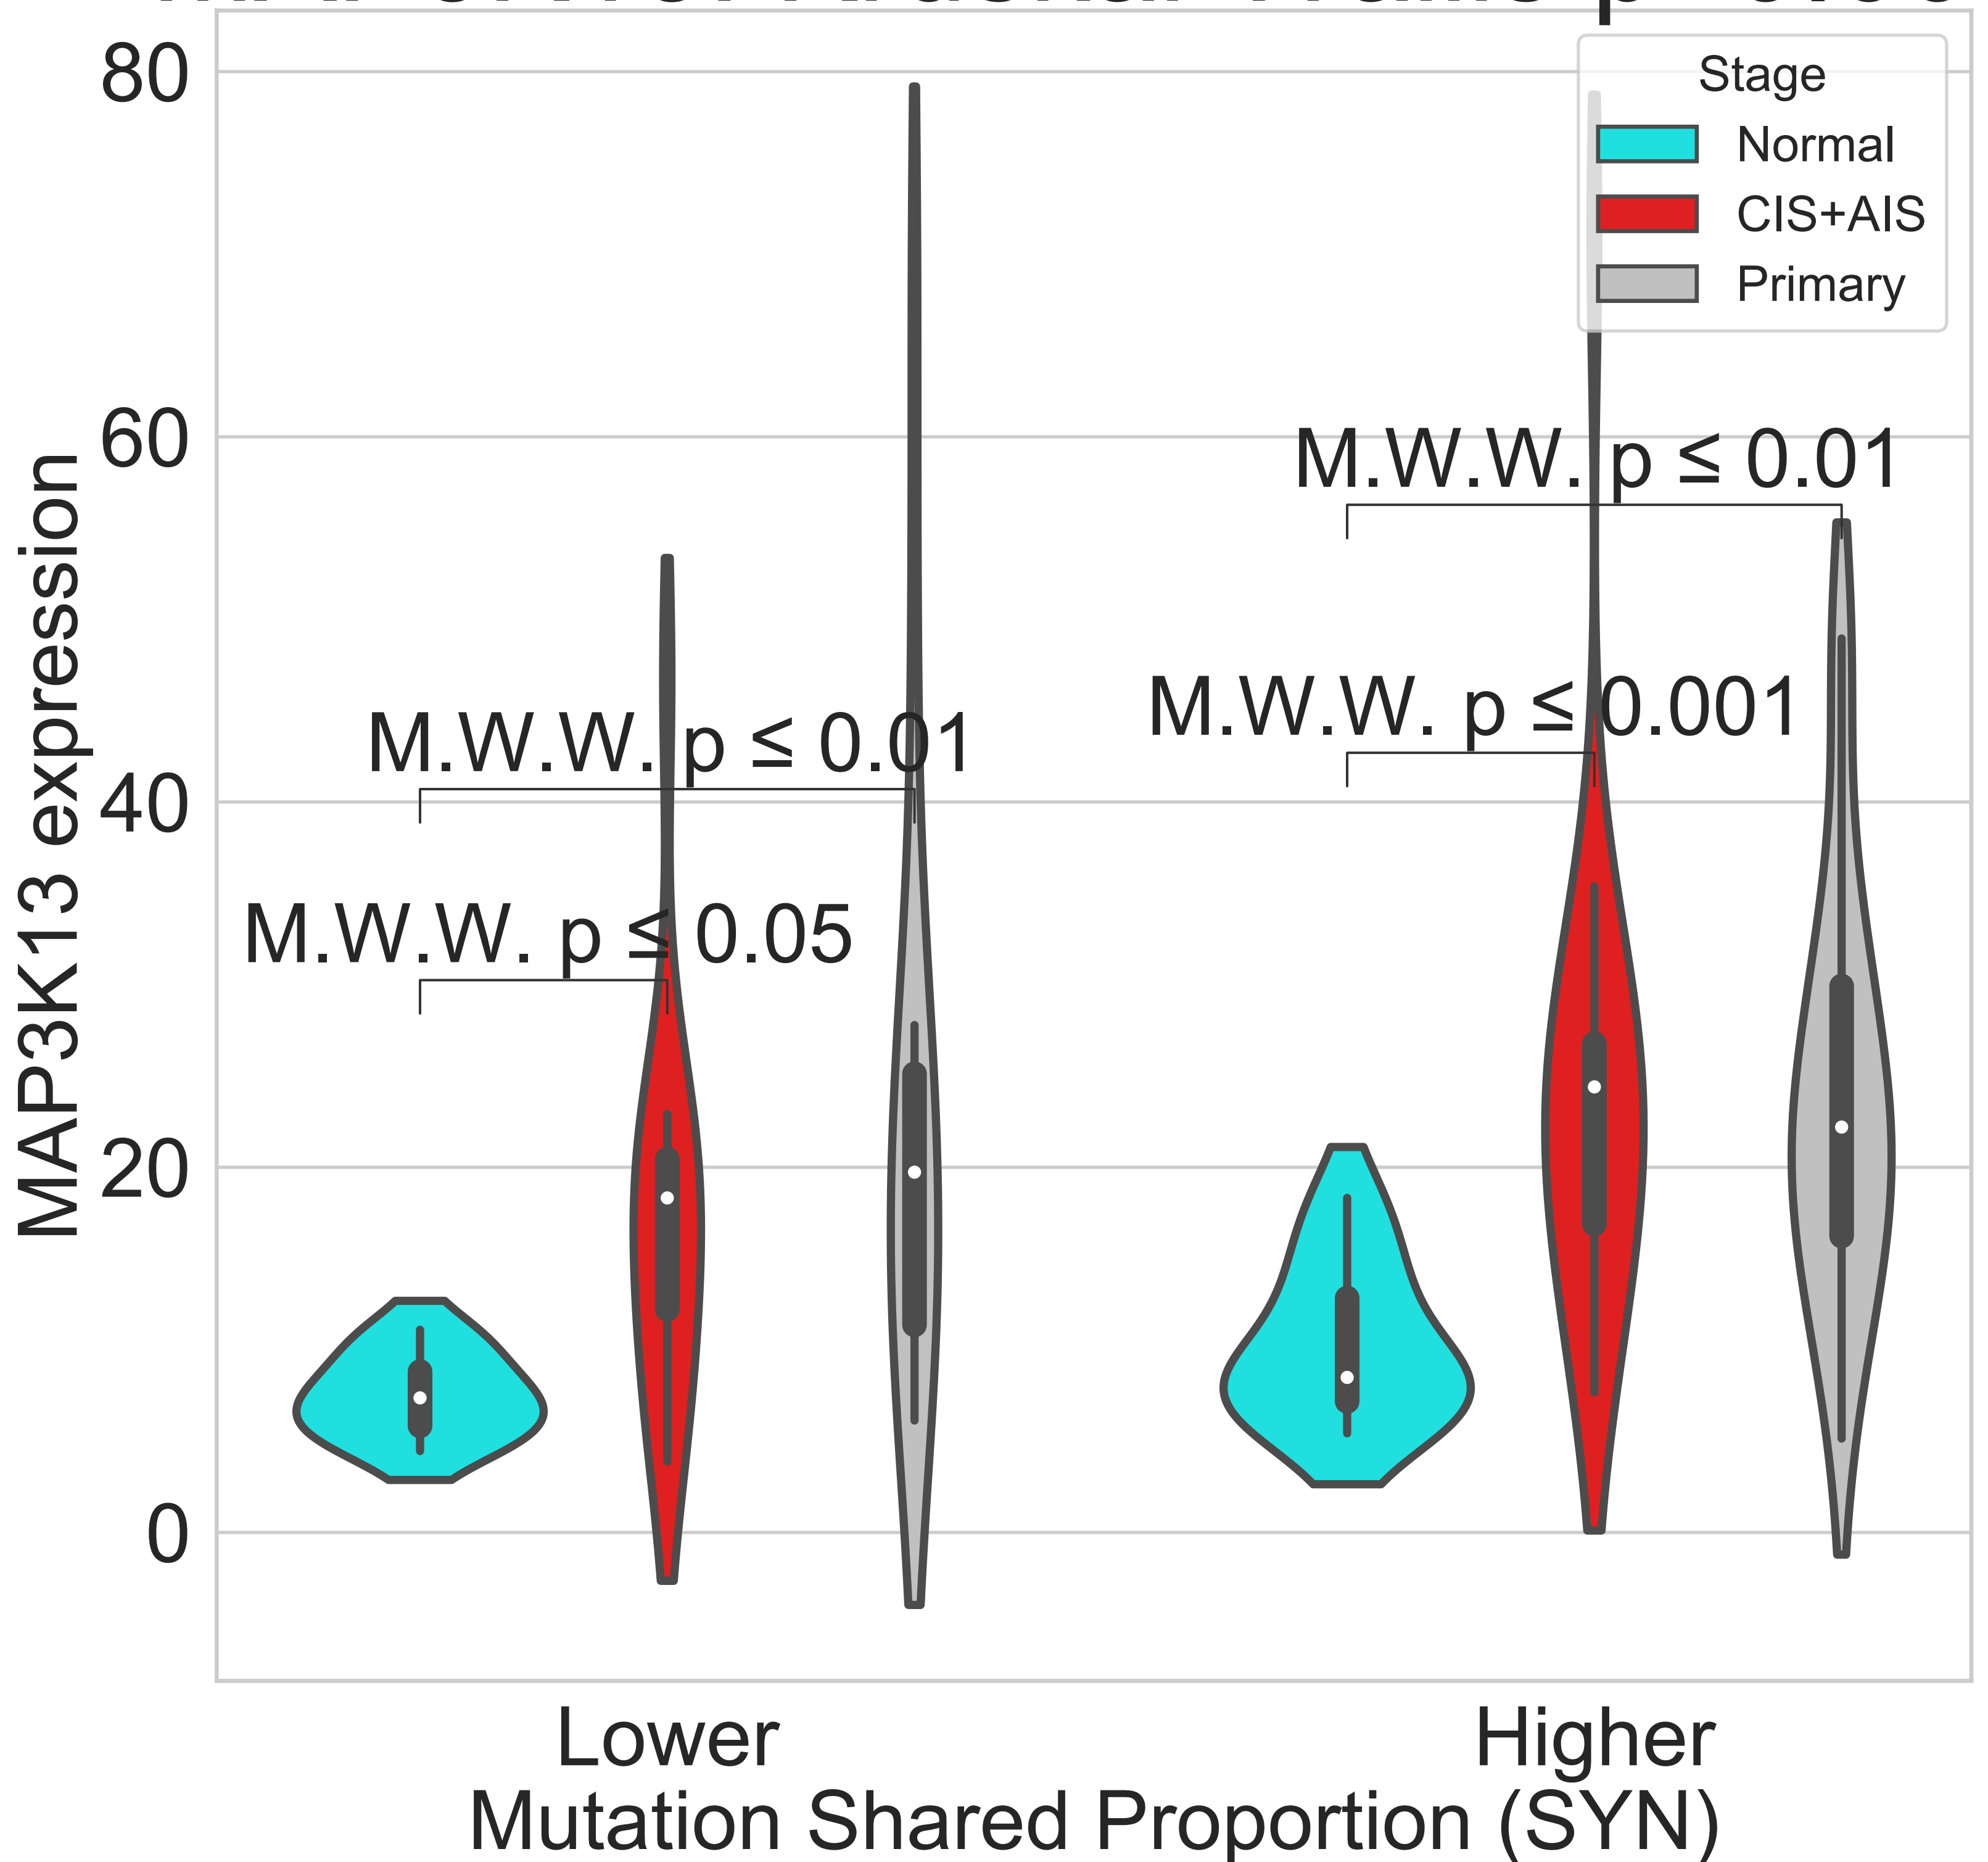 80
60
40
20
0
MAP3K13 expression
Stage
Normal
CIS+AIS
Primary
M.W.W. p ≤ 0.01
M.W.W. p ≤ 0.001
M.W.W. p ≤ 0.01
M.W.W. p ≤ 0.05
Lower
Higher
Mutation Shared Proportion (SYN)